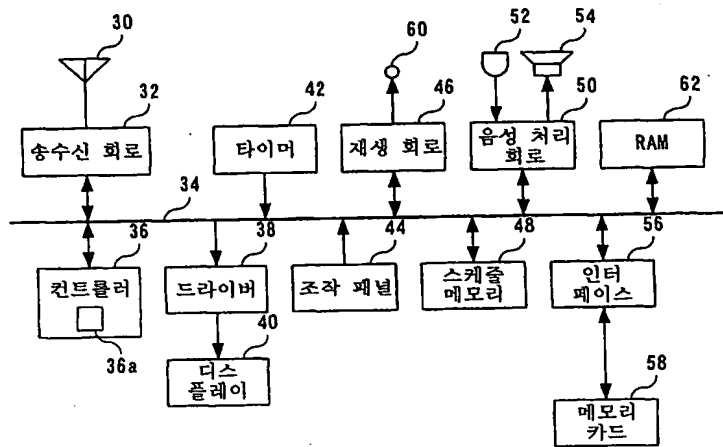 30
52
54
60
32
42
46
50
62
송수신 회로
타이머
재생 회로
음성 처리
회로
RAM
34
36
38
44
48
56
컨트롤러
드라이버
조작 패널
스케줄
메모리
인터
페이스
36a
40
디스
플레이
58
메모리
카드